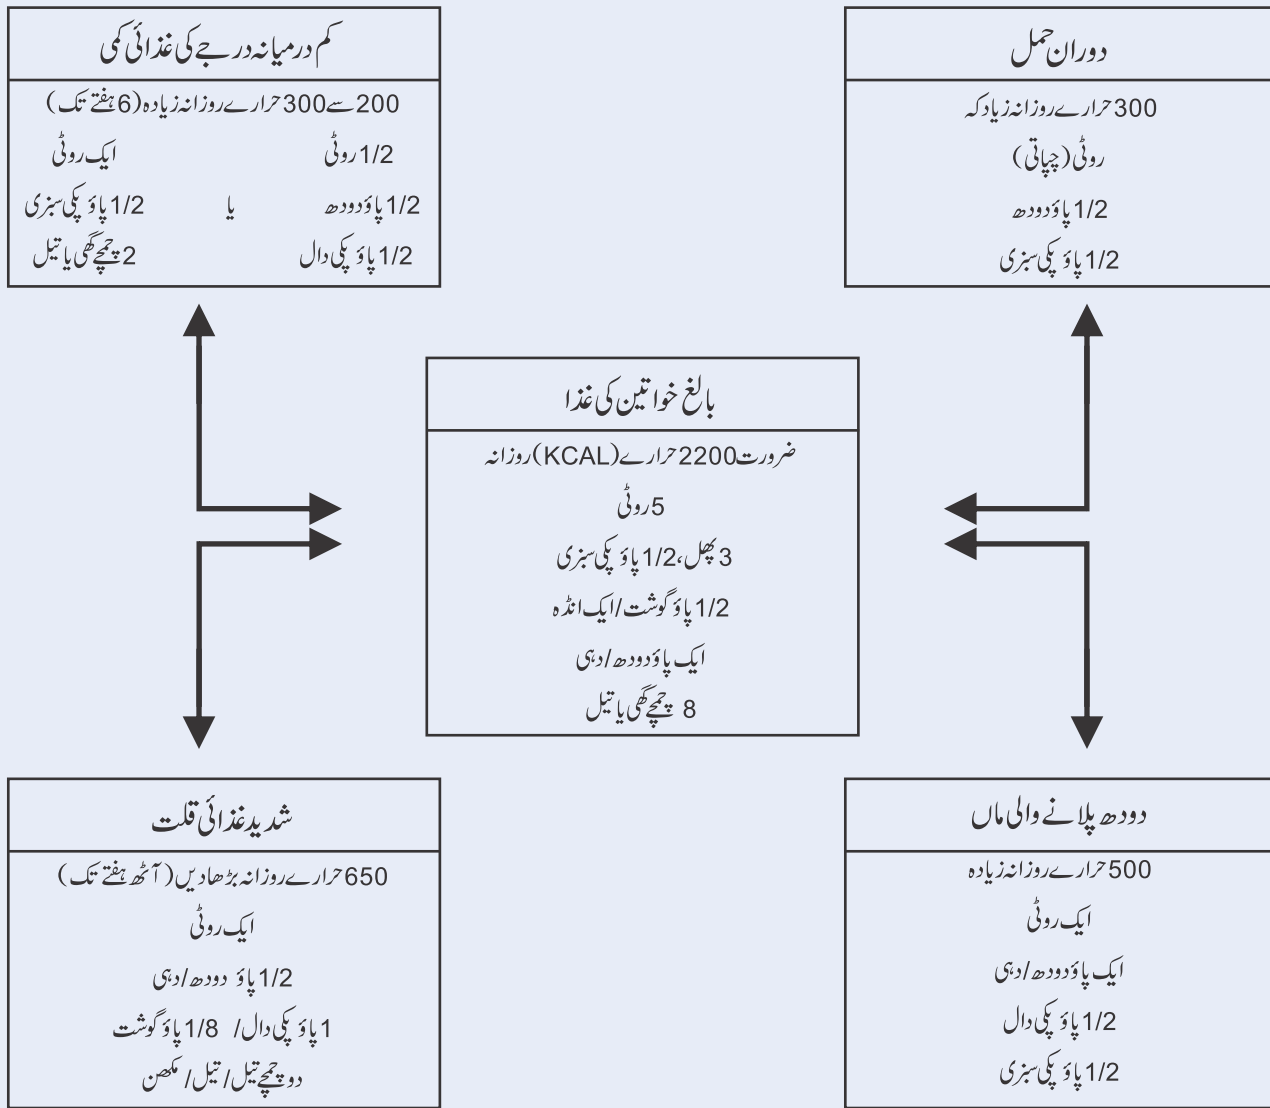 دوران حمل
300 حرارے روزانہ زیادکہ
روٹی (چپاتی)
1/2 پاؤ دودھ
1/2 پاؤ پکی سبزی
کم درمیانہ درجے کی غذائی کمی
200 سے 300 حرارے روزانہ زیادہ (6 ہفتے تک)
1/2 روٹی ایک روٹی
1/2 پاؤ دودھ یا 1/2 پاؤ پکی سبزی
1/2 پاؤ پکی دال 2 چمچے گھی یا تیل
بالغ خواتین کی غذا
ضرورت 2200 حرارے (KCAL) روزانہ
5 روٹی
3 پھل، 1/2 پاؤ پکی سبزی
1/2 پاؤ گوشت / ایک انڈہ
ایک پاؤ دودھ / دہی
8 چمچے گھی یا تیل
دودھ پلانے والی ماں
500 حرارے روزانہ زیادہ
ایک روٹی
ایک پاؤ دودھ / دہی
1/2 پاؤ پکی دال
1/2 پاؤ پکی سبزی
شدید غذائی قلت
650 حرارے روزانہ بڑھادیں (آٹھ ہفتے تک)
ایک روٹی
1/2 پاؤ دودھ / دہی
1 پاؤ پکی دال / 1/8 پاؤ گوشت
دو چمچے تیل / تیل / مکھن